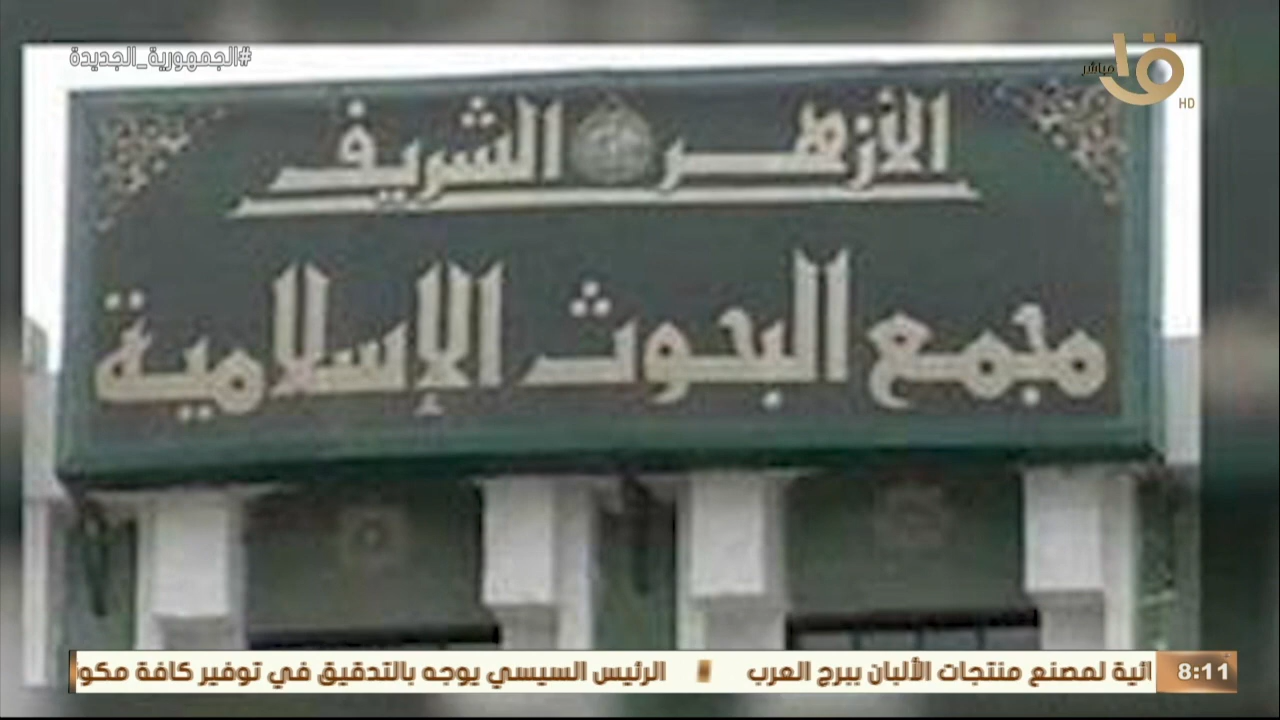 #الجمهورية_الجديدة
مباشر
HD
الأزهر الشريف
مجمع البحوث الإسلامية
ائية لمصنع منتجات الألبان ببرج العرب
الرئيس السيسي يوجه بالتدقيق في توفير كافة مكو
8:11